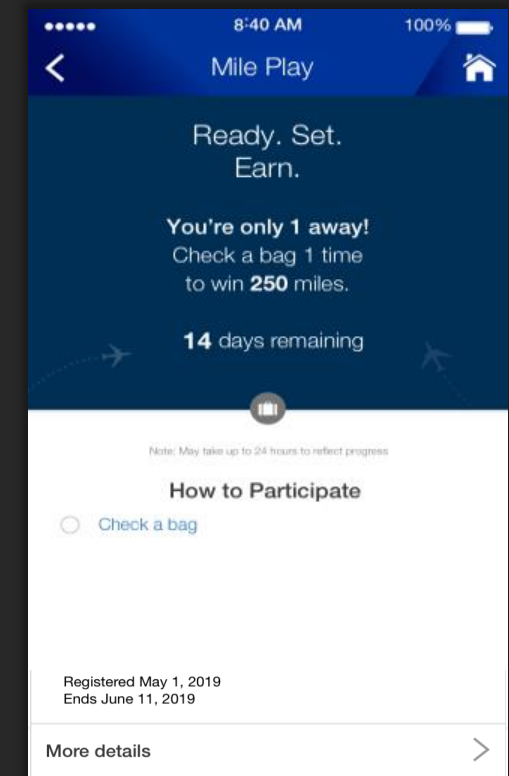 8:40 AM 100%
Mile Play
Ready. Set.
Earn.
You're only 1 away!
Check a bag 1 time
to win 250 miles.
14 days remaining
Note: May take up to 24 hours to reflect progress
How to Participate
Check a bag
Registered May 1, 2019
Ends June 11, 2019
More details